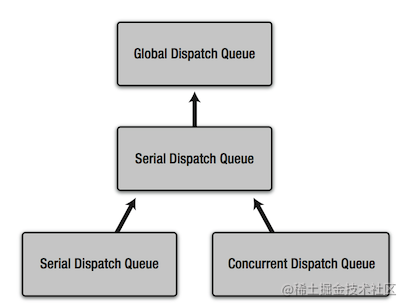 Global Dispatch Queue
Serial Dispatch Queue
Serial Dispatch Queue
Concurrent Dispatch Queue
@稀土掘金技术社区